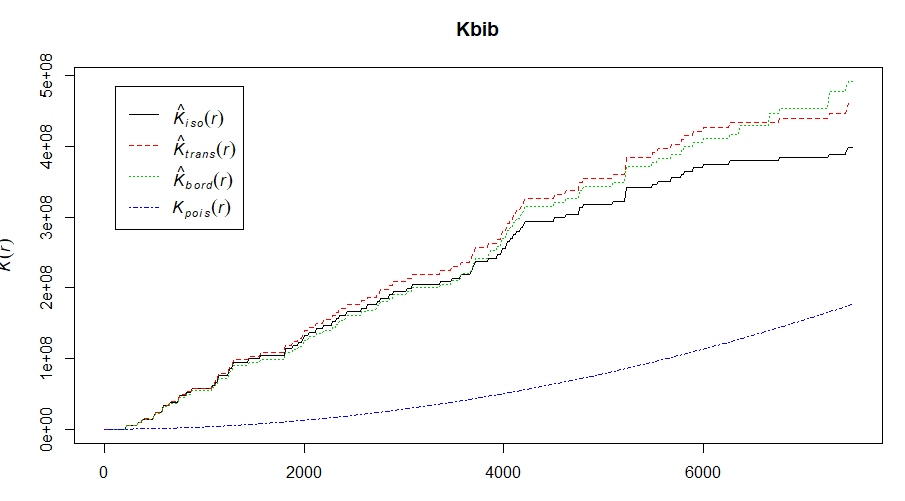 Kbib
K̂iso(r)
K̂trans(r)
K̂bord(r)
Kpois(r)
K(r)
5e+08
4e+08
3e+08
2e+08
1e+08
0e+00
0 2000 4000 6000